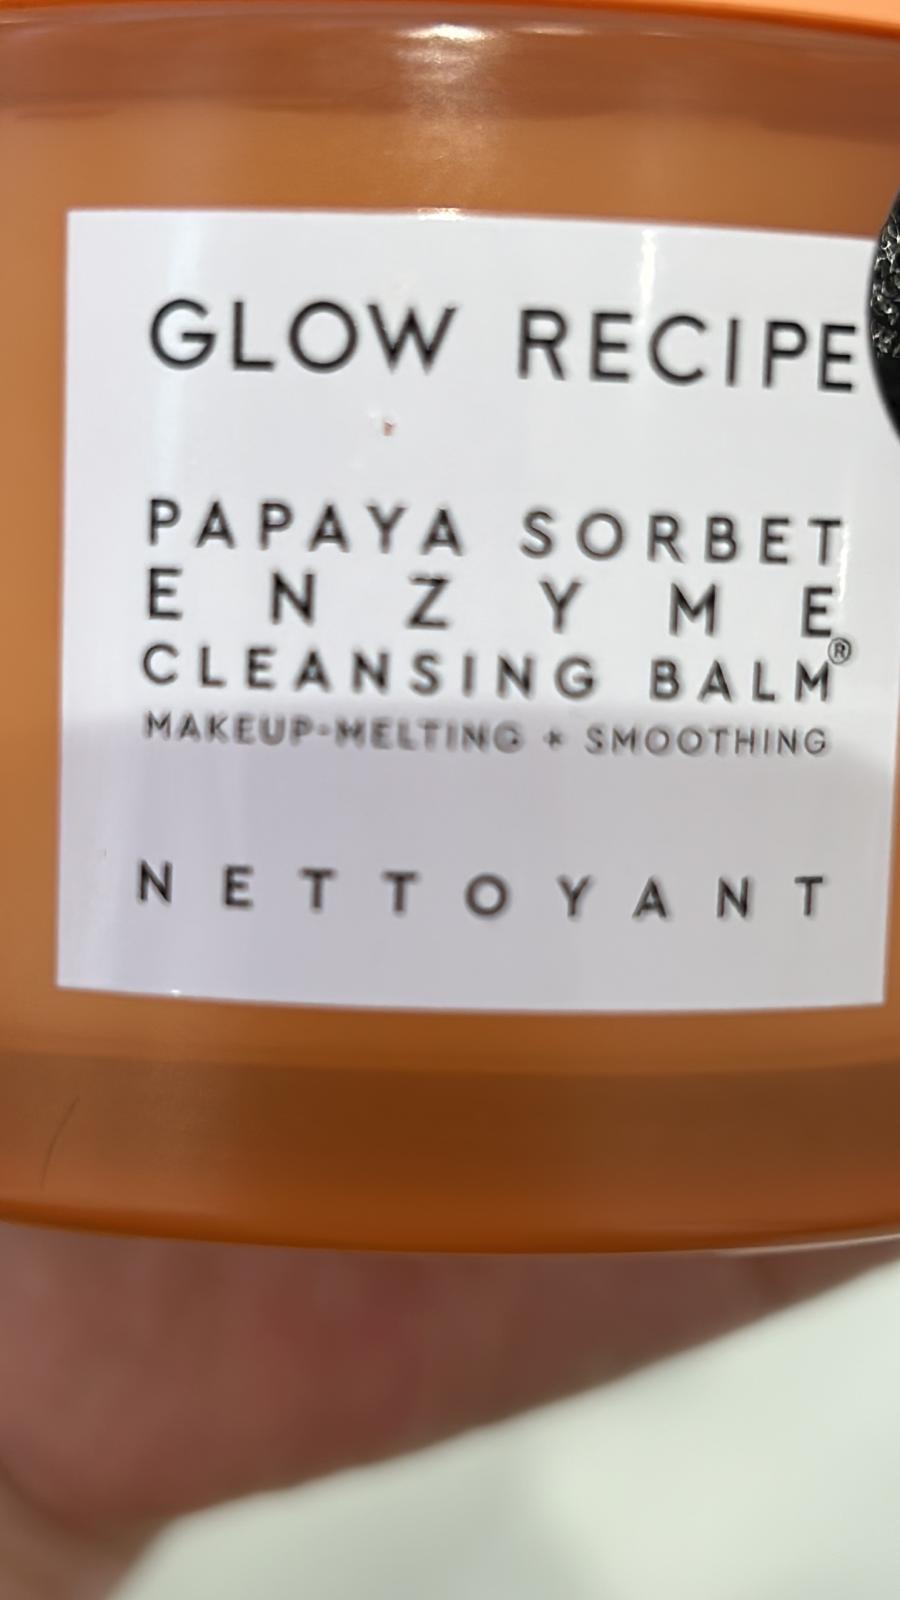 GLOW RECIPE
PAPAYA SORBET
ENZYME
CLEANSING BALM®
MAKEUP-MELTING + SMOOTHING
NETTOYANT